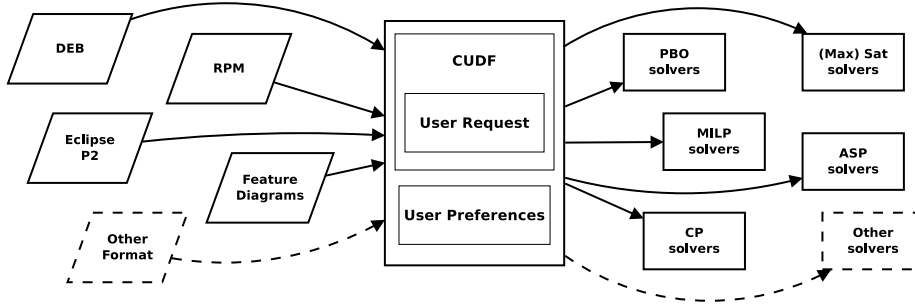 DEB
RPM
Eclipse
P2
Feature
Diagrams
Other
Format
CUDF
User Request
User Preferences
PBO
solvers
(Max) Sat
solvers
MILP
solvers
ASP
solvers
CP
solvers
Other
solvers